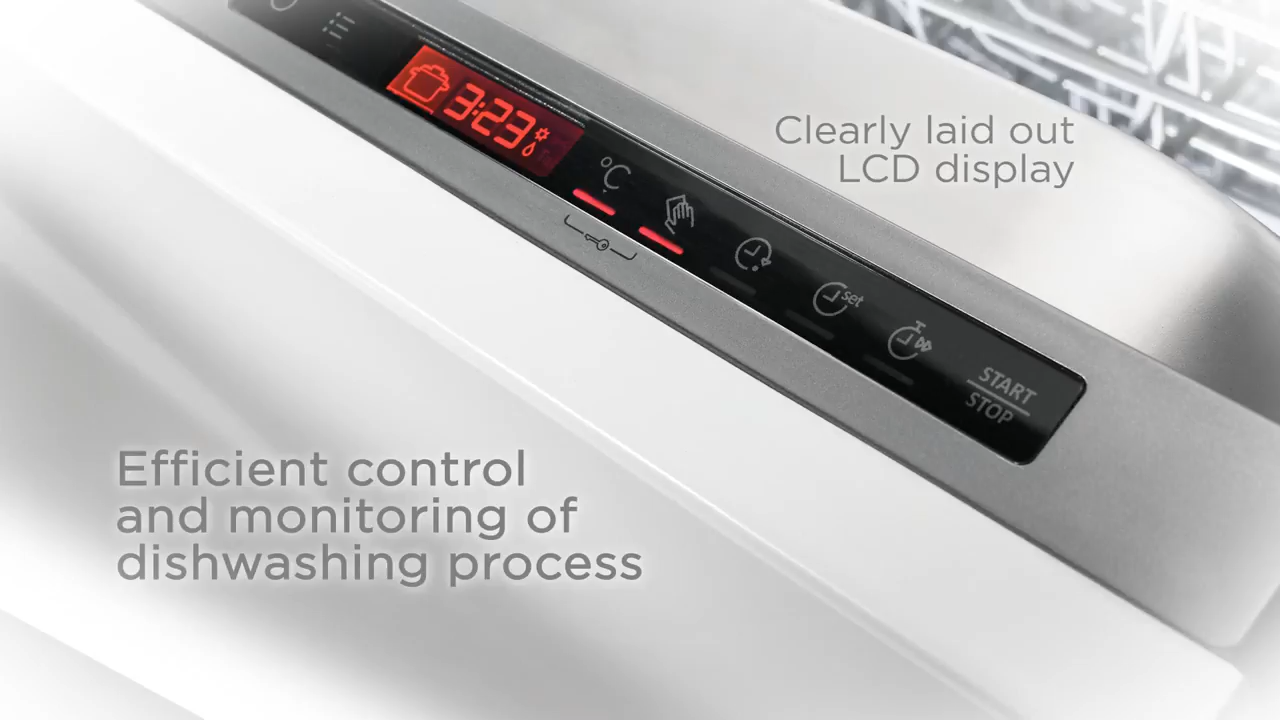 3:23
°C
set
START
STOP
Clearly laid out
LCD display
Efficient control
and monitoring of
dishwashing process